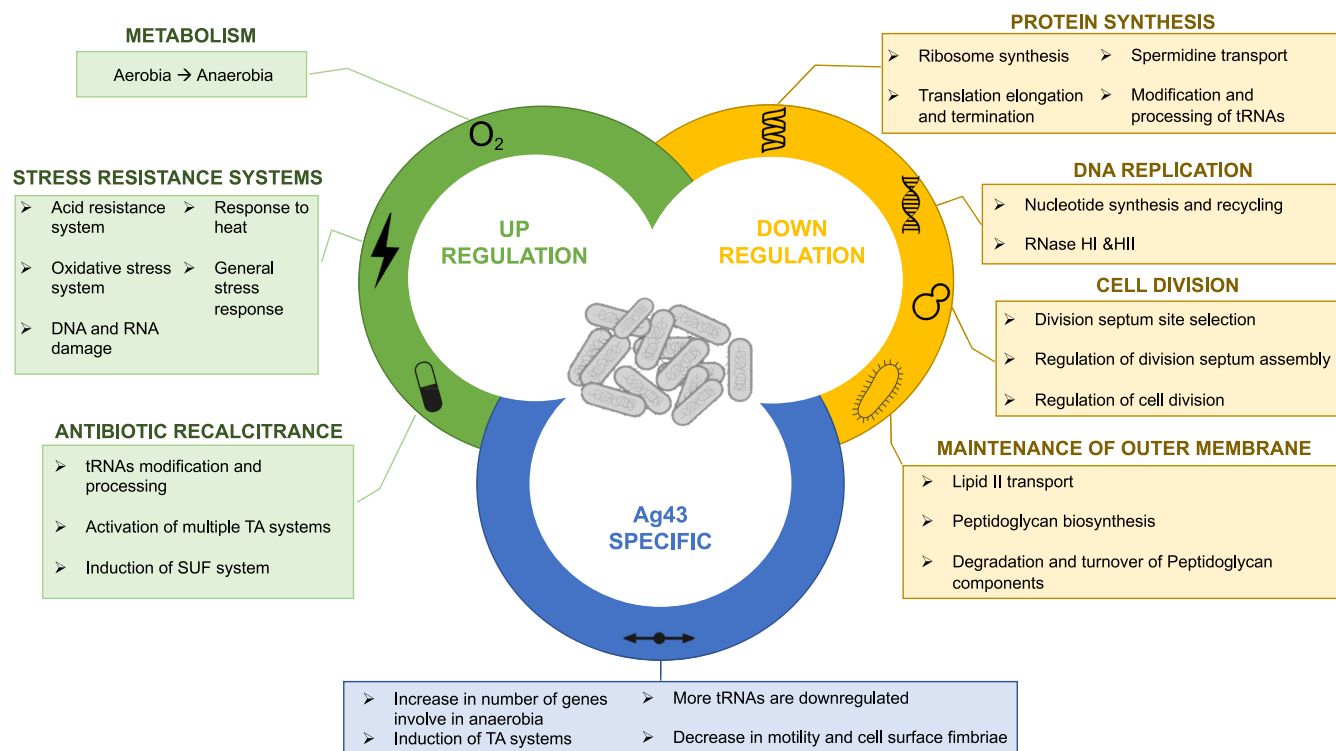 METABOLISM
Aerobia → Anaerobia
O₂
STRESS RESISTANCE SYSTEMS
➢ Acid resistance
system
➢ Oxidative stress
system
➢ DNA and RNA
damage
➢ Response to
heat
➢ General
stress
response
ANTIBIOTIC RECALCITRANCE
➢ tRNAs modification and
processing
➢ Activation of multiple TA systems
➢ Induction of SUF system
UP
REGULATION
DOWN
REGULATION
Ag43
SPECIFIC
PROTEIN SYNTHESIS
➢ Ribosome synthesis
➢ Translation elongation
and termination
➢ Spermidine transport
➢ Modification and
processing of tRNAs
DNA REPLICATION
➢ Nucleotide synthesis and recycling
➢ RNase HI &HII
CELL DIVISION
➢ Division septum site selection
➢ Regulation of division septum assembly
➢ Regulation of cell division
MAINTENANCE OF OUTER MEMBRANE
➢ Lipid II transport
➢ Peptidoglycan biosynthesis
➢ Degradation and turnover of Peptidoglycan
components
➢ Increase in number of genes
involve in anaerobia
➢ Induction of TA systems
➢ More tRNAs are downregulated
➢ Decrease in motility and cell surface fimbriae